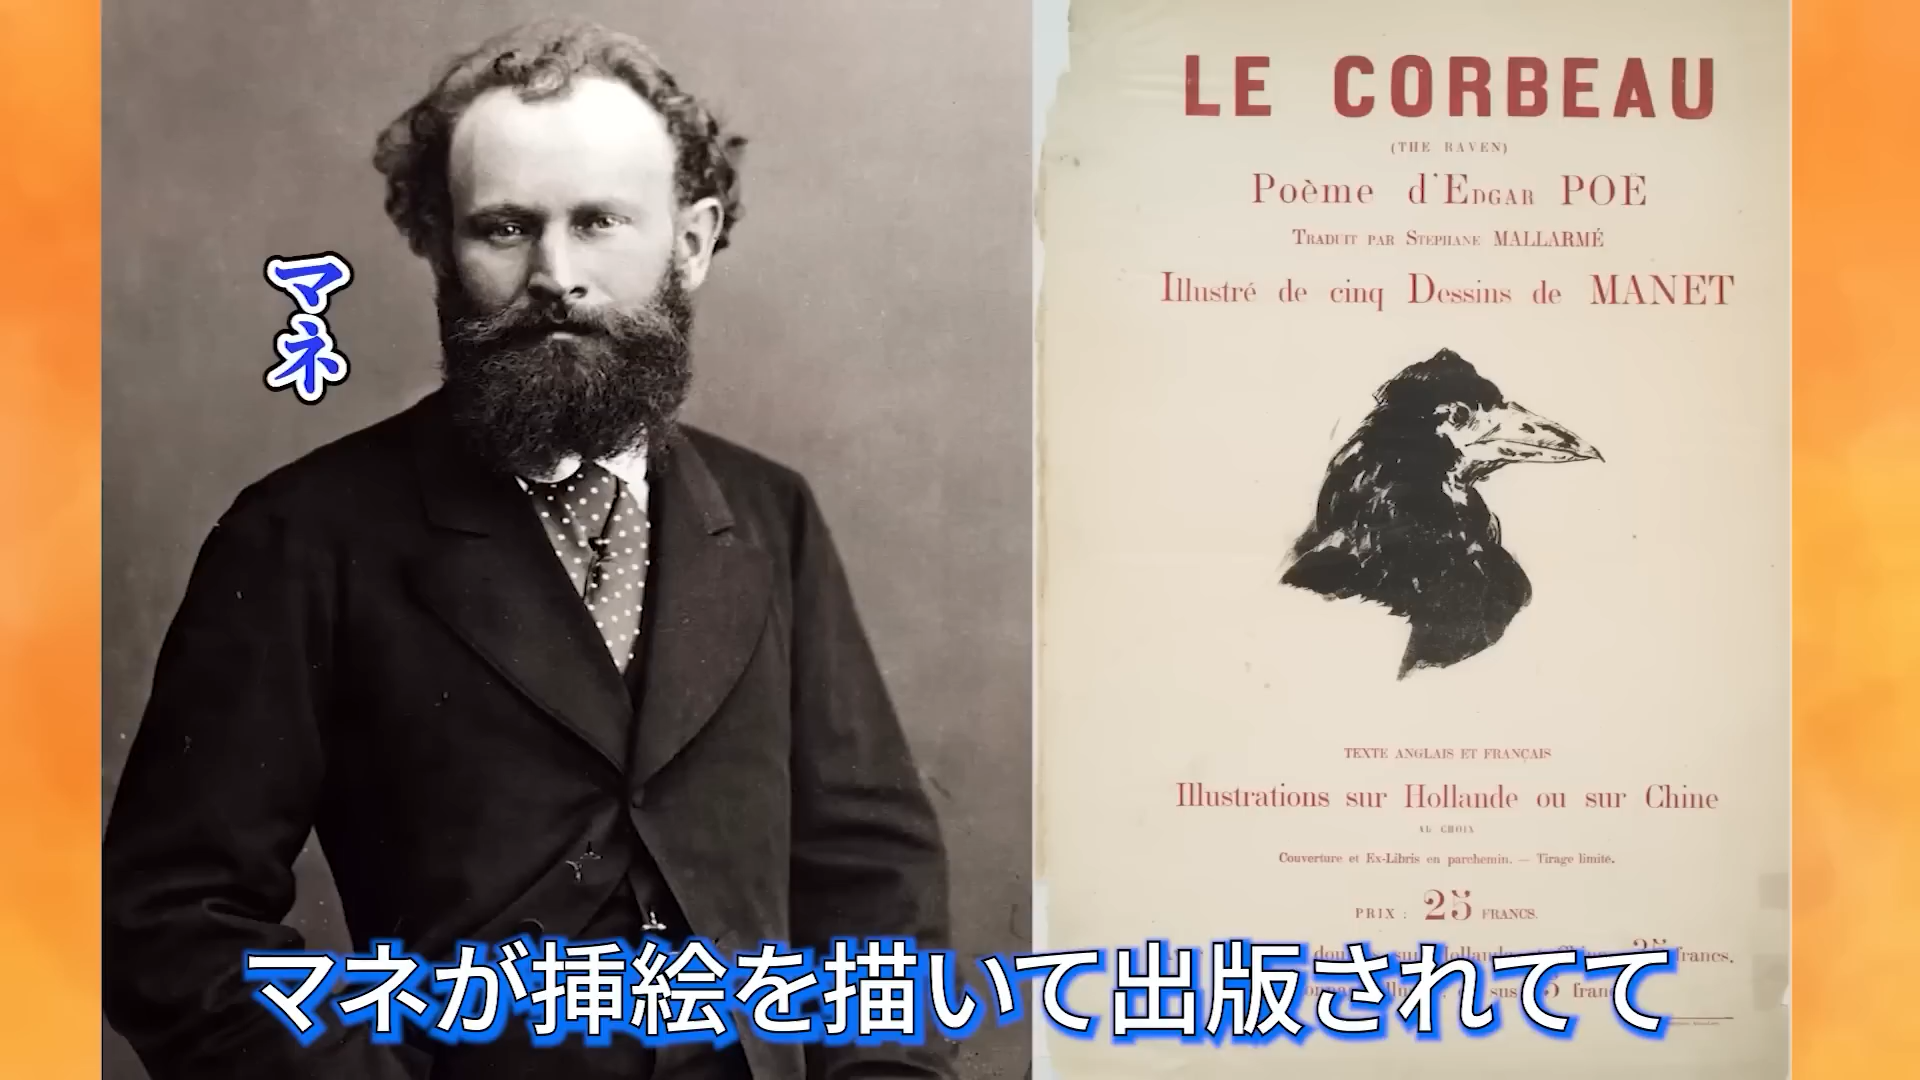 マネ
LE CORBEAU
(THE RAVEN)
Poème d'EDGAR POË
TRADUIT PAR STEPHANE MALLARMÉ
Illustré de cinq Dessins de MANET
TEXTE ANGLAIS ET FRANÇAIS
Illustrations sur Hollande ou sur Chine
AU CHOIX
Couverture et Ex-Libris en parchemin. — Tirage limité.
PRIX : 25 FRANCS.
francs.
マネが挿絵を描いて出版されてて